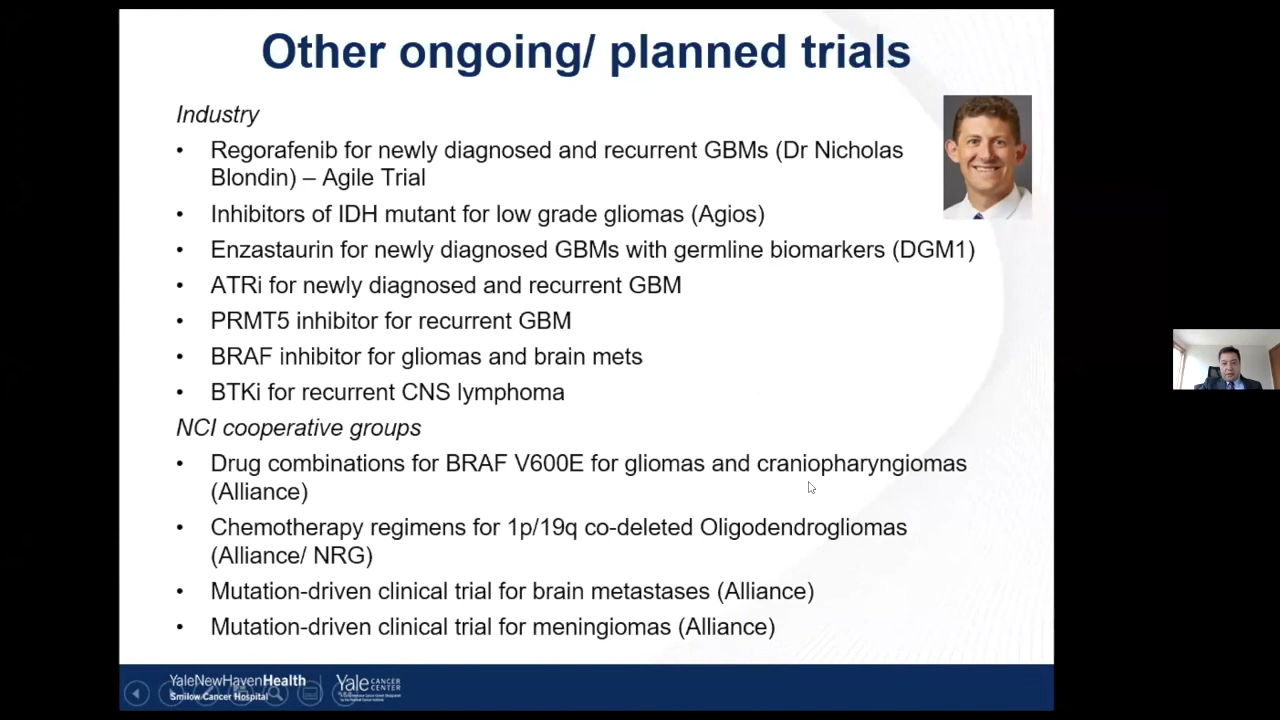 Other ongoing/ planned trials
Industry
• Regorafenib for newly diagnosed and recurrent GBMs (Dr Nicholas
Blondin) – Agile Trial
• Inhibitors of IDH mutant for low grade gliomas (Agios)
• Enzastaurin for newly diagnosed GBMs with germline biomarkers (DGM1)
• ATRi for newly diagnosed and recurrent GBM
• PRMT5 inhibitor for recurrent GBM
• BRAF inhibitor for gliomas and brain mets
• BTKi for recurrent CNS lymphoma
NCI cooperative groups
• Drug combinations for BRAF V600E for gliomas and craniopharyngiomas
(Alliance)
• Chemotherapy regimens for 1p/19q co-deleted Oligodendrogliomas
(Alliance/ NRG)
• Mutation-driven clinical trial for brain metastases (Alliance)
• Mutation-driven clinical trial for meningiomas (Alliance)
YaleNewHavenHealth
Smilow Cancer Hospital
Yale CANCER CENTER